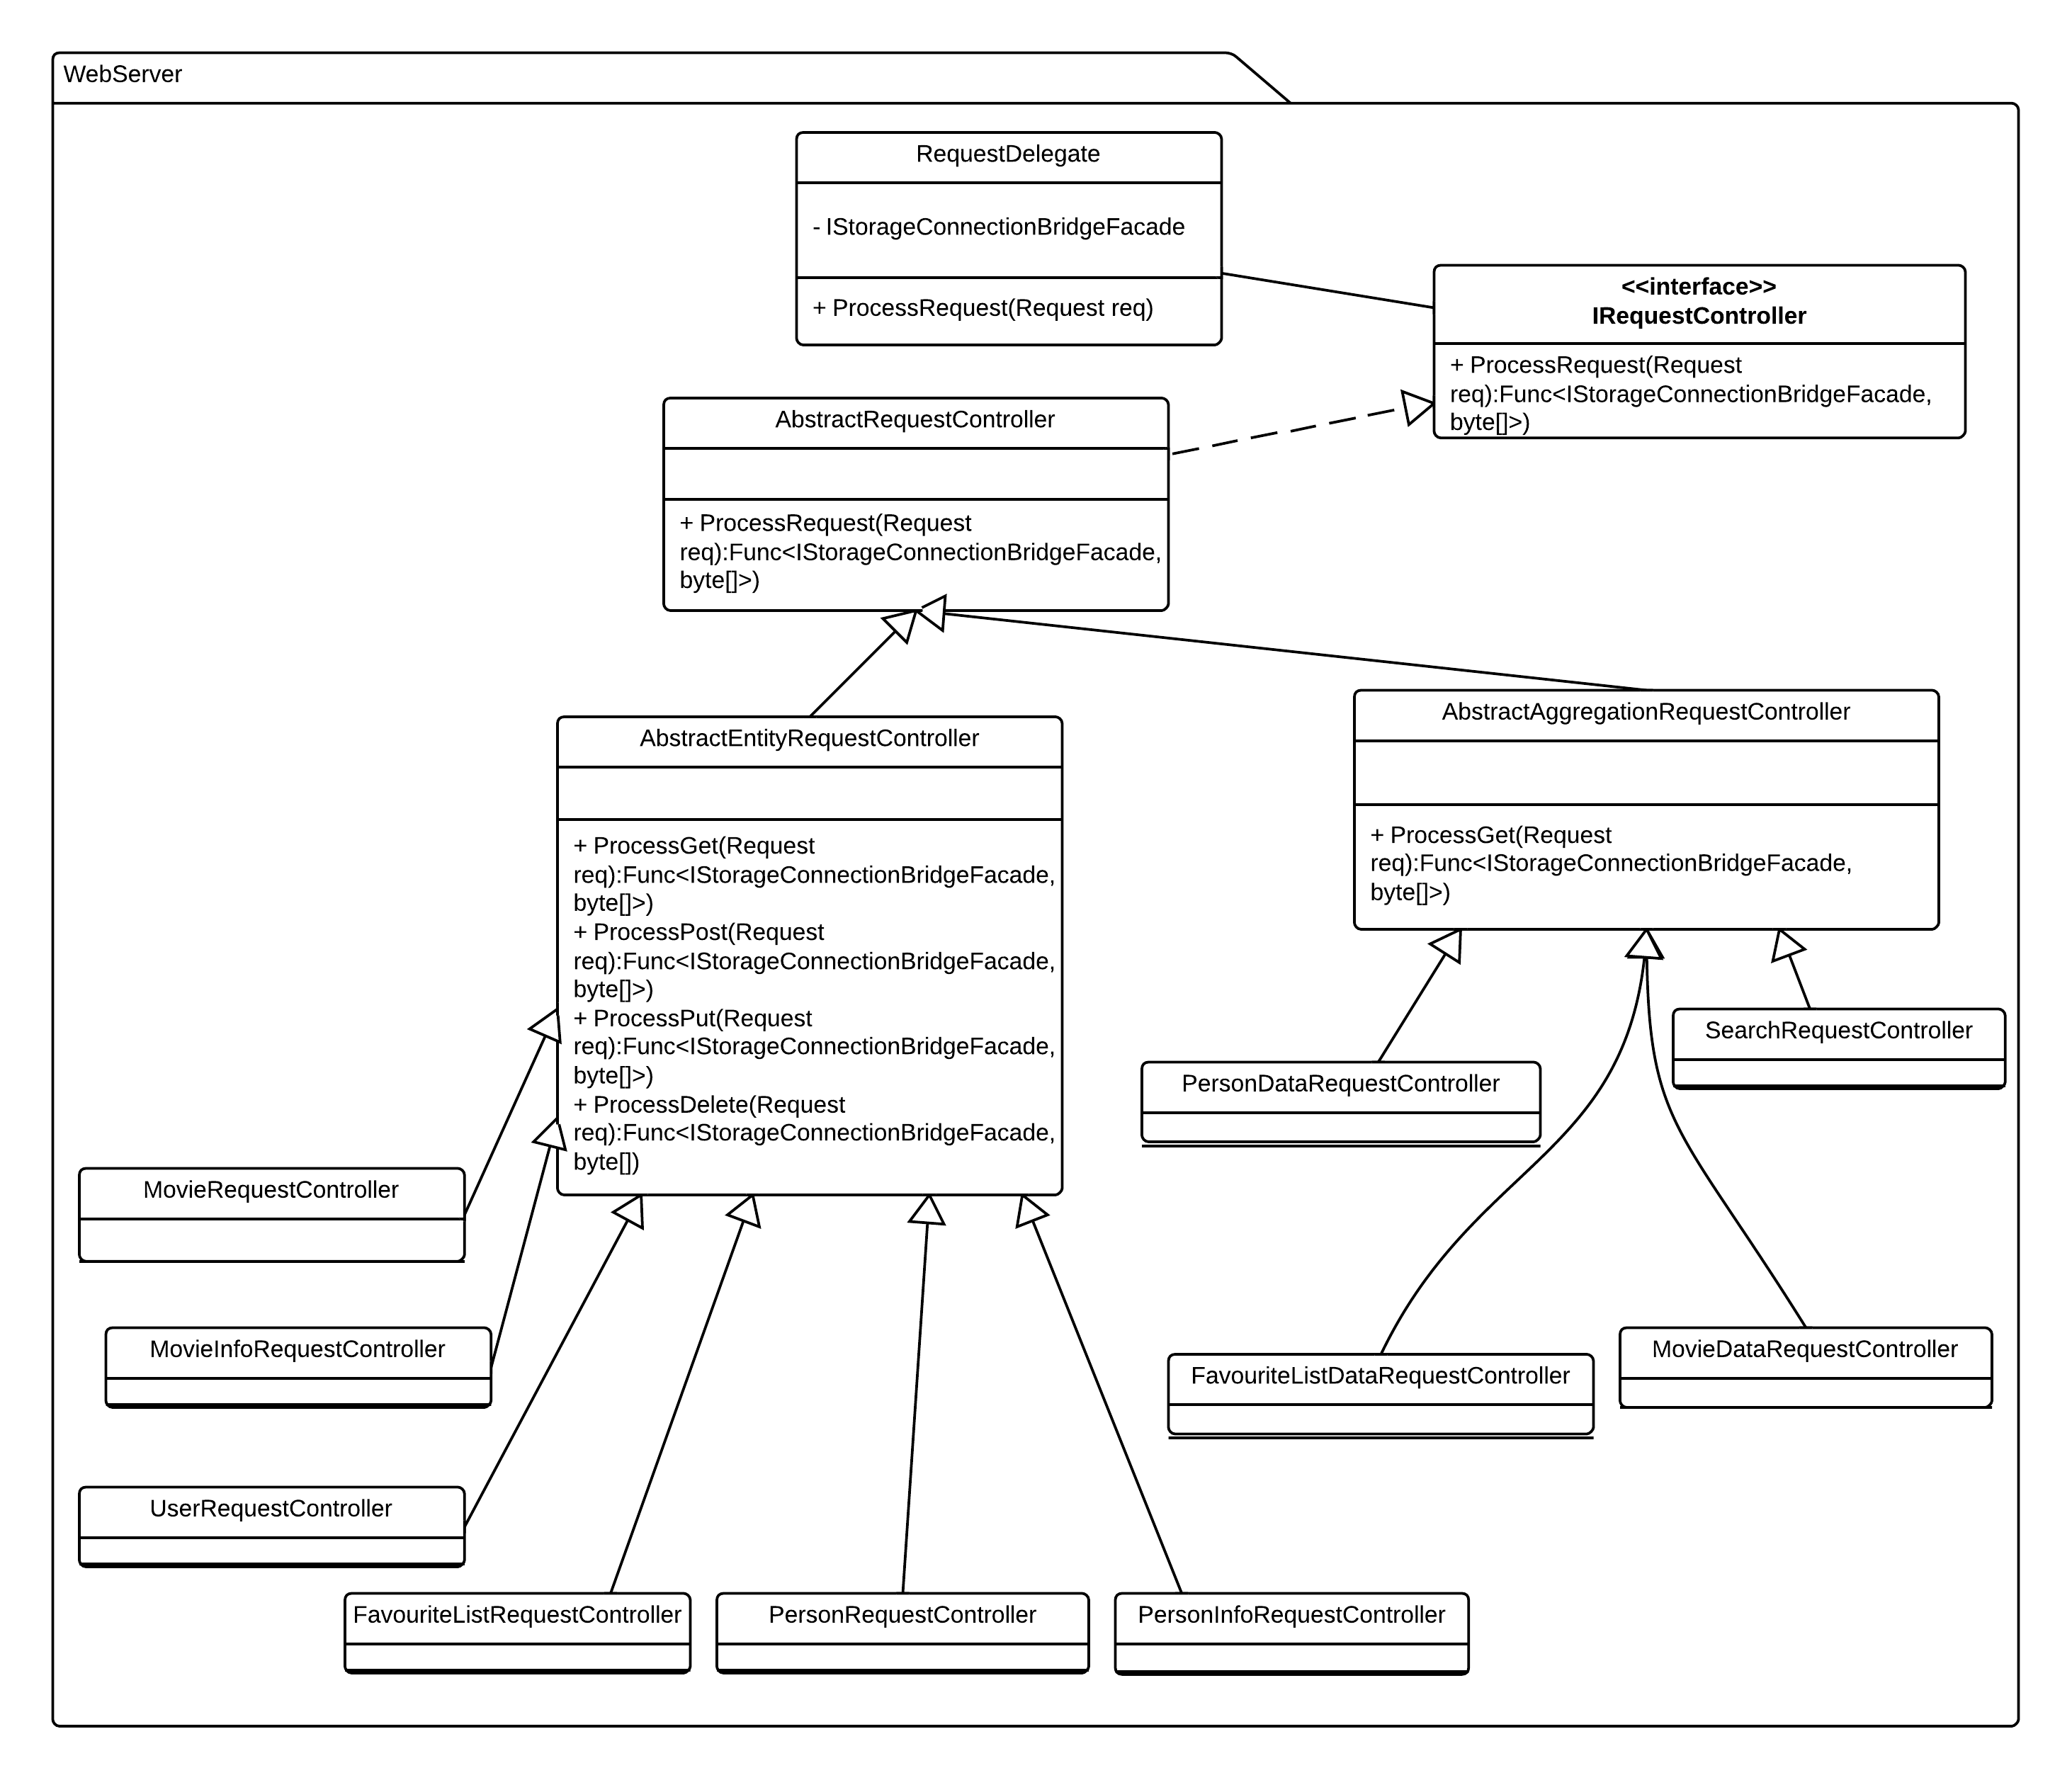 WebServer
RequestDelegate
- IStorageConnectionBridgeFacade
+ ProcessRequest(Request req)
<<interface>>
IRequestController
+ ProcessRequest(Request
req):Func<IStorageConnectionBridgeFacade,
byte[]>)
AbstractRequestController
+ ProcessRequest(Request
req):Func<IStorageConnectionBridgeFacade,
byte[]>)
AbstractEntityRequestController
+ ProcessGet(Request
req):Func<IStorageConnectionBridgeFacade,
byte[]>)
+ ProcessPost(Request
req):Func<IStorageConnectionBridgeFacade,
byte[]>)
+ ProcessPut(Request
req):Func<IStorageConnectionBridgeFacade,
byte[]>)
+ ProcessDelete(Request
req):Func<IStorageConnectionBridgeFacade,
byte[])
AbstractAggregationRequestController
+ ProcessGet(Request
req):Func<IStorageConnectionBridgeFacade,
byte[]>)
SearchRequestController
PersonDataRequestController
MovieRequestController
MovieInfoRequestController
FavouriteListDataRequestController
MovieDataRequestController
UserRequestController
FavouriteListRequestController
PersonRequestController
PersonInfoRequestController